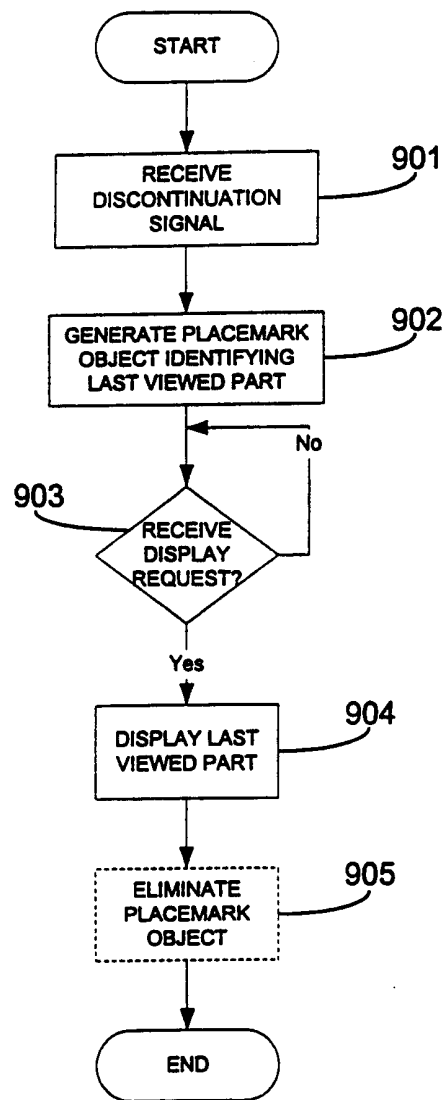 START
RECEIVE
DISCONTINUATION
SIGNAL
901
GENERATE PLACEMARK
OBJECT IDENTIFYING
LAST VIEWED PART
902
No
903
RECEIVE
DISPLAY
REQUEST?
Yes
DISPLAY LAST
VIEWED PART
904
ELIMINATE
PLACEMARK
OBJECT
905
END